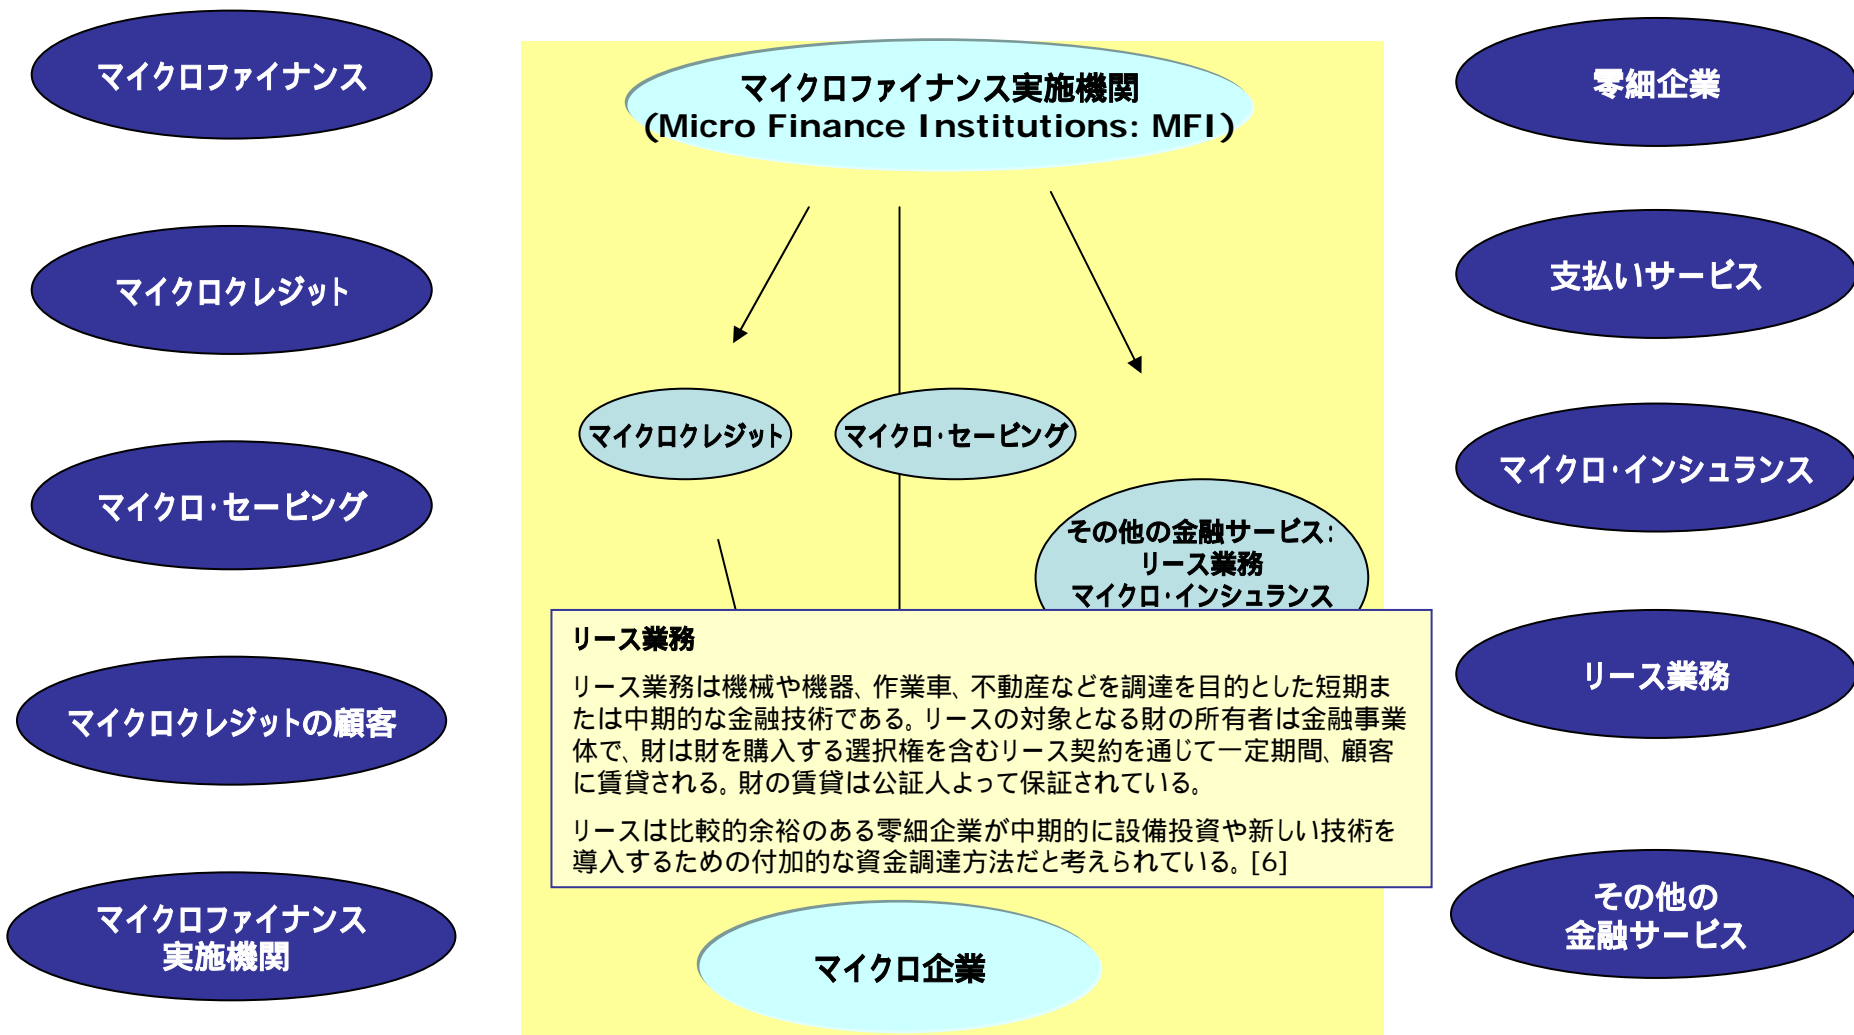 マイクロファイナンス
マイクロクレジット
マイクロ・セービング
マイクロクレジットの顧客
マイクロファイナンス
実施機関
マイクロファイナンス実施機関
(Micro Finance Institutions: MFI)
マイクロクレジット
マイクロ・セービング
その他の金融サービス:
リース業務
マイクロ・インシュランス
リース業務
リース業務は機械や機器、作業車、不動産などを調達を目的とした短期ま
たは中期的な金融技術である。リースの対象となる財の所有者は金融事業
体で、財は財を購入する選択権を含むリース契約を通じて一定期間、顧客
に賃貸される。財の賃貸は公証人よって保証されている。
リースは比較的余裕のある零細企業が中期的に設備投資や新しい技術を
導入するための付加的な資金調達方法だと考えられている。[6]
マイクロ企業
零細企業
支払いサービス
マイクロ・インシュランス
リース業務
その他の
金融サービス